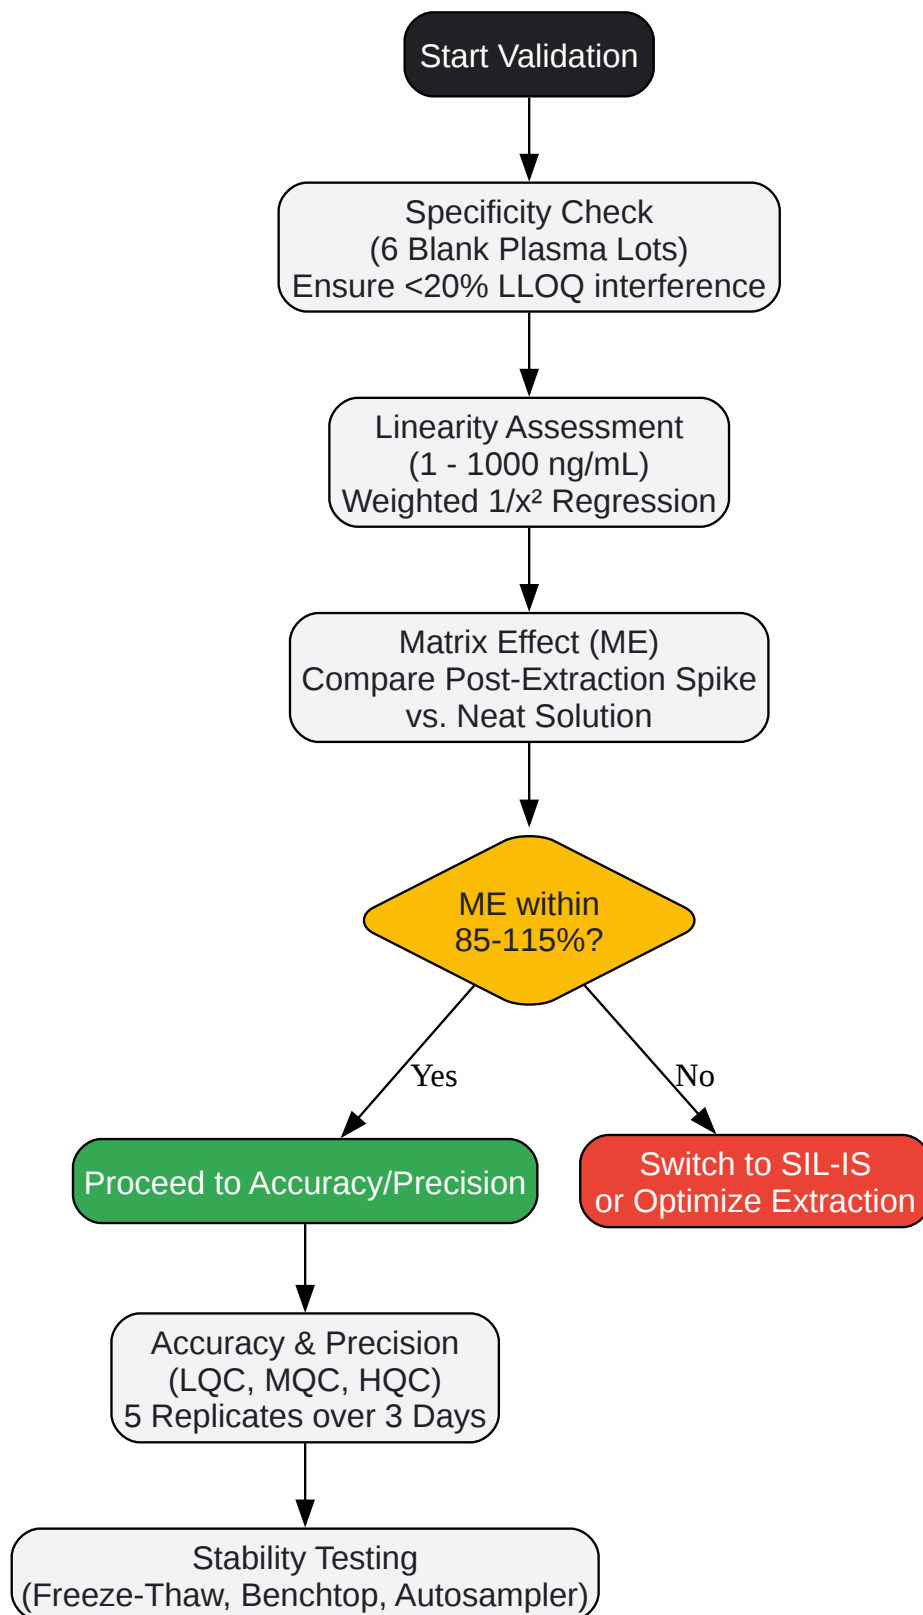 Start Validation
Specificity Check
(6 Blank Plasma Lots)
Ensure <20% LLOQ interference
Linearity Assessment
(1 - 1000 ng/mL)
Weighted 1/x² Regression
Matrix Effect (ME)
Compare Post-Extraction Spike
vs. Neat Solution
ME within
85-115%?
Yes
No
Proceed to Accuracy/Precision
Switch to SIL-IS
or Optimize Extraction
Accuracy & Precision
(LQC, MQC, HQC)
5 Replicates over 3 Days
Stability Testing
(Freeze-Thaw, Benchtop, Autosampler)